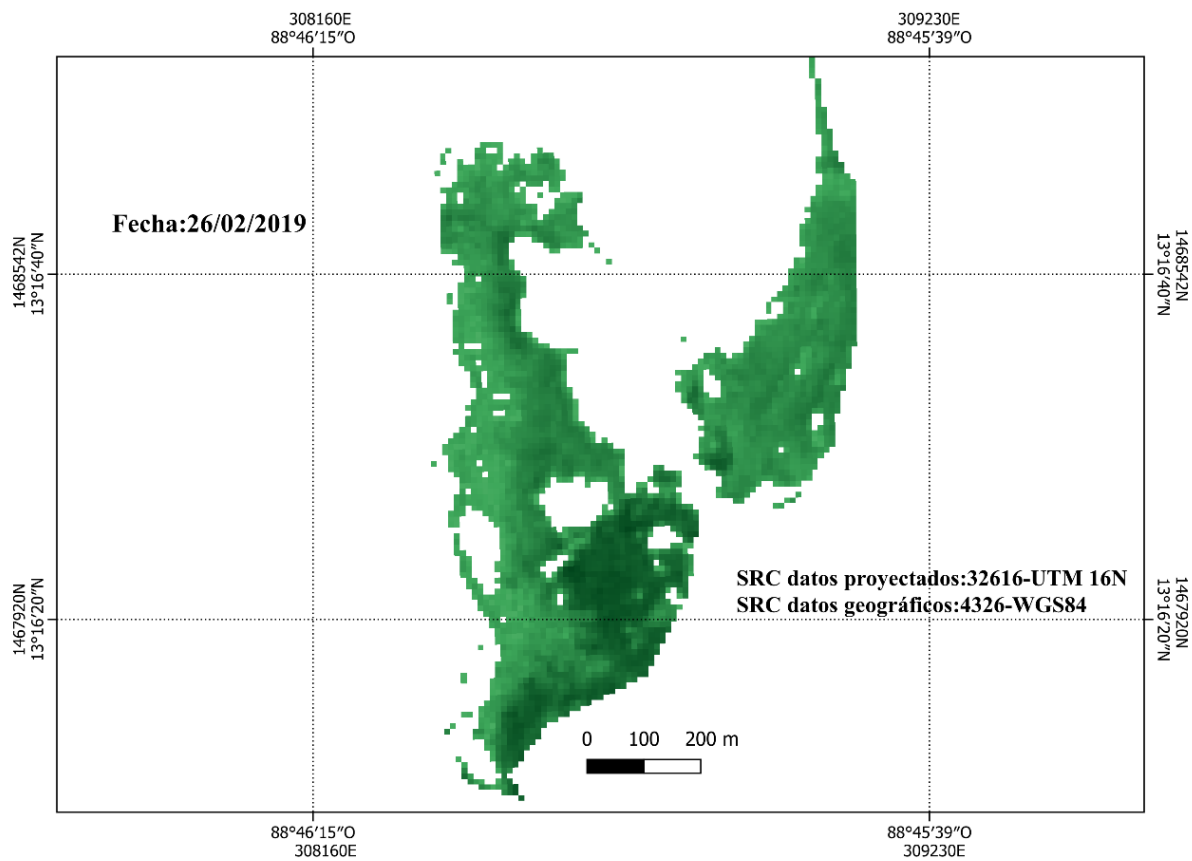 308160E
88°46′15″O
309230E
88°45′39″O
Fecha:26/02/2019
1468542N
13°16′40″N
13°16′40″N
1468542N
SRC datos proyectados:32616-UTM 16N
SRC datos geográficos:4326-WGS84
1467920N
13°16′20″N
13°16′20″N
1467920N
0 100 200 m
88°46′15″O
308160E
88°45′39″O
309230E